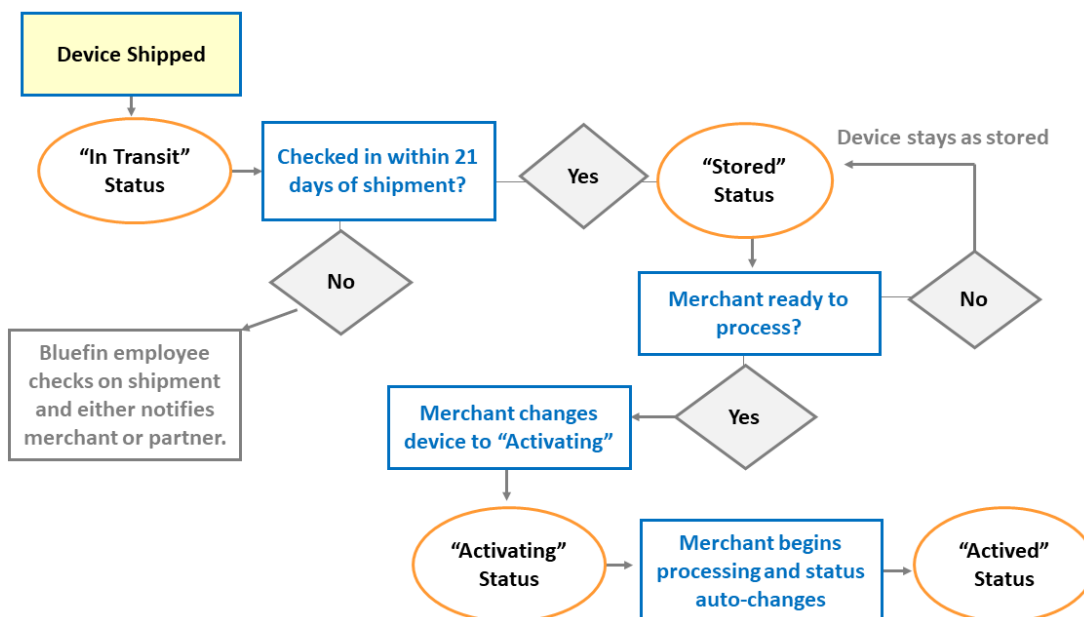 Device Shipped
“In Transit”
Status
Checked in within 21
days of shipment?
Yes
“Stored”
Status
Device stays as stored
No
Bluefin employee
checks on shipment
and either notifies
merchant or partner.
Merchant ready to
process?
No
Yes
Merchant changes
device to “Activating”
“Activating”
Status
Merchant begins
processing and status
auto-changes
“Actived”
Status